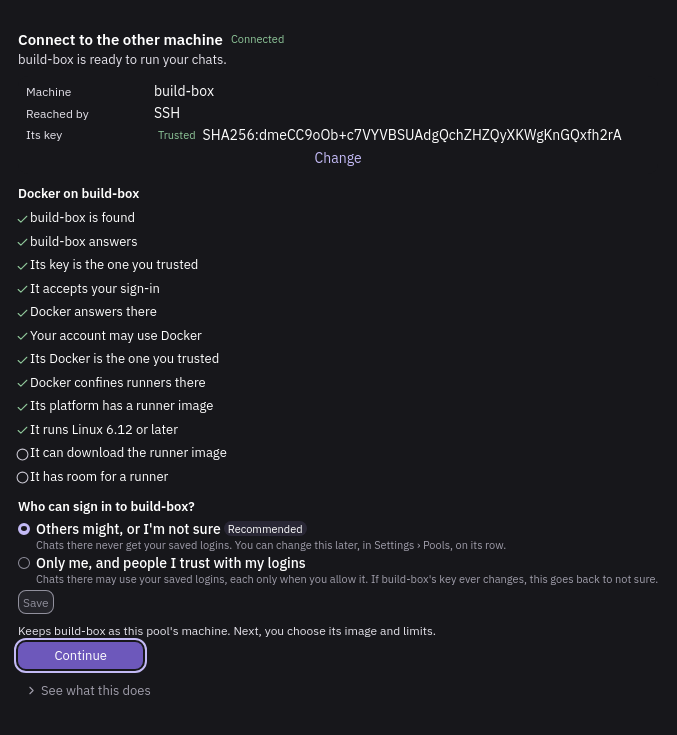 Connect to the other machine Connected
build-box is ready to run your chats.
Machine build-box
Reached by SSH
Its key Trusted SHA256:dmeCC9oOb+c7VYVBSUAdgQchZHZQyXKWgKnGQxfh2rA
Change
Docker on build-box
build-box is found
build-box answers
Its key is the one you trusted
It accepts your sign-in
Docker answers there
Your account may use Docker
Its Docker is the one you trusted
Docker confines runners there
Its platform has a runner image
It runs Linux 6.12 or later
It can download the runner image
It has room for a runner
Who can sign in to build-box?
Others might, or I'm not sure Recommended
Chats there never get your saved logins. You can change this later, in Settings › Pools, on its row.
Only me, and people I trust with my logins
Chats there may use your saved logins, each only when you allow it. If build-box's key ever changes, this goes back to not sure.
Save
Keeps build-box as this pool's machine. Next, you choose its image and limits.
Continue
See what this does